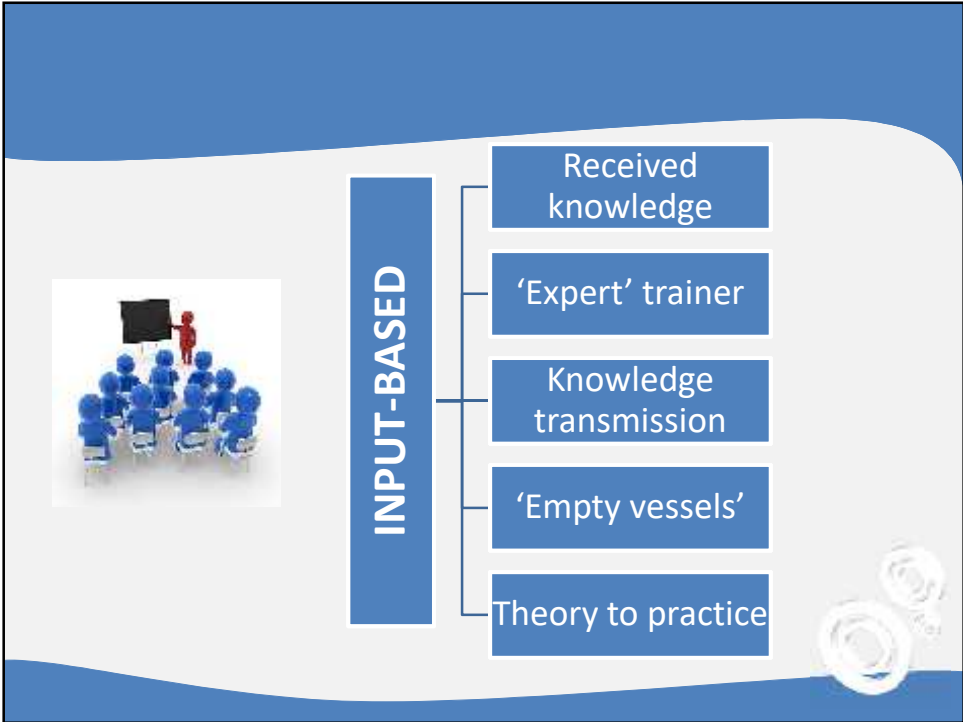 INPUT-BASED
Received
knowledge
‘Expert’ trainer
Knowledge
transmission
‘Empty vessels’
Theory to practice